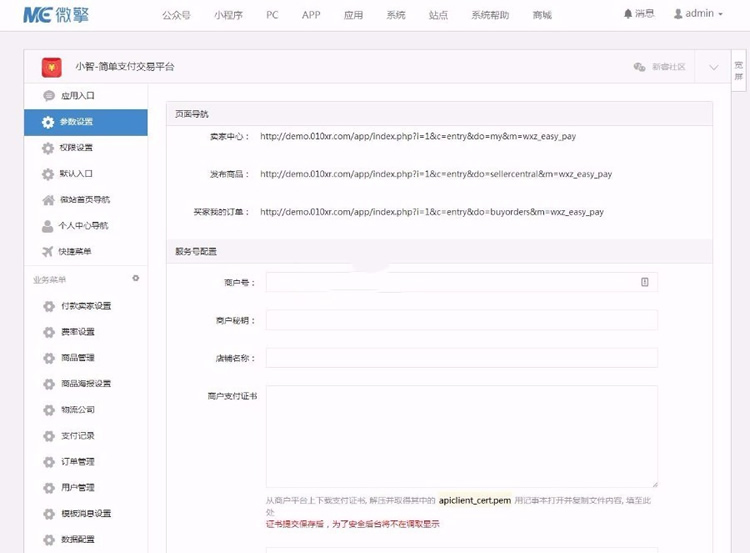 ME微擎 公众号 小程序 PC APP 应用 系统 站点 系统帮助 商城 消息 admin
小智-简单支付交易平台 新睿社区
宽屏
应用入口
参数设置
权限设置
默认入口
微站首页导航
个人中心导航
快捷菜单
业务菜单
付款卖家设置
费率设置
商品管理
商品海报设置
物流公司
支付记录
订单管理
用户管理
模板消息设置
数据配置
页面导航
卖家中心： http://demo.010xr.com/app/index.php?i=1&c=entry&do=my&m=wxz_easy_pay
发布商品： http://demo.010xr.com/app/index.php?i=1&c=entry&do=sellercentral&m=wxz_easy_pay
买家我的订单： http://demo.010xr.com/app/index.php?i=1&c=entry&do=buyorders&m=wxz_easy_pay
服务号配置
商户号：
商户秘钥：
店铺名称：
商户支付证书
从商户平台上下载支付证书, 解压并取得其中的 apiclient_cert.pem 用记事本打开并复制文件内容, 填至此
处
证书提交保存后，为了安全后台将不在调取显示